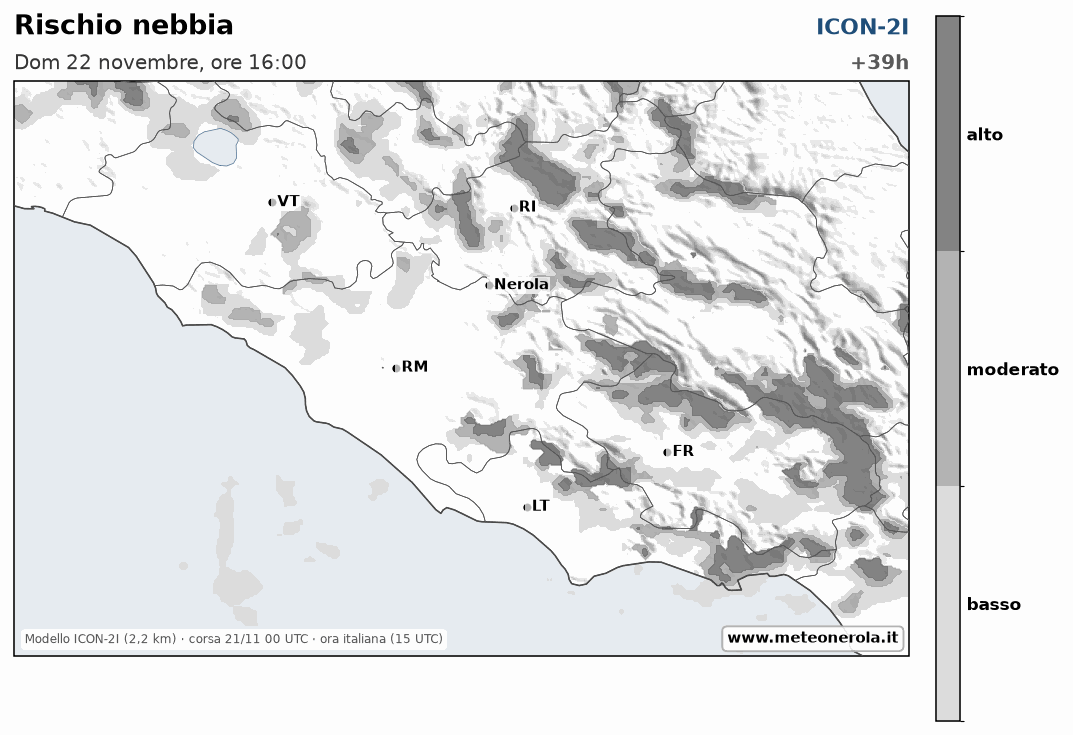 Rischio nebbia
ICON-2I
Dom 22 novembre, ore 16:00
+39h
alto
VT
RI
Nerola
moderato
RM
FR
LT
basso
Modello ICON-2I (2,2 km) · corsa 21/11 00 UTC · ora italiana (15 UTC)
www.meteonerola.it